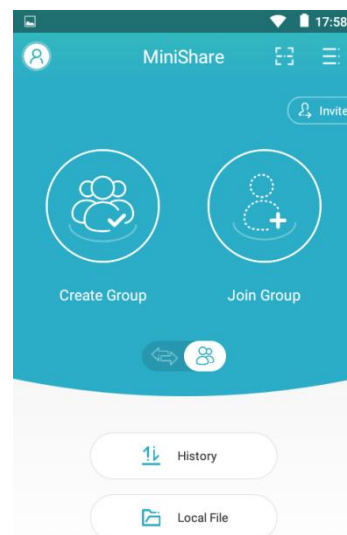 17:58
MiniShare
Invite
Create Group
Join Group
History
Local File